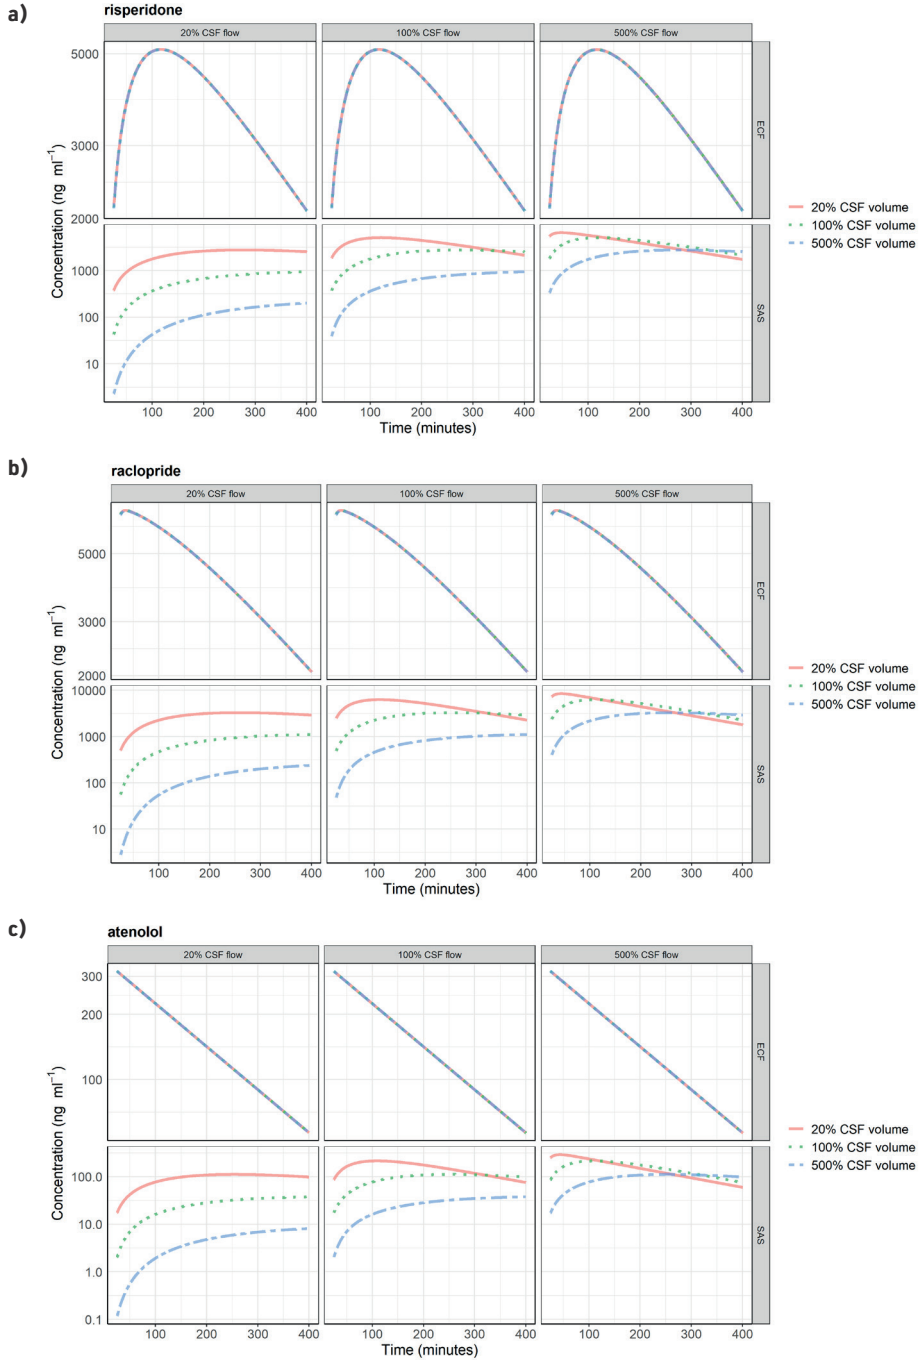 a)
risperidone
20% CSF flow
100% CSF flow
500% CSF flow
5000
3000
2000
ECF
1000
100
10
SAS
Concentration (ng ml⁻¹)
100 200 300 400
100 200 300 400
100 200 300 400
Time (minutes)
20% CSF volume
100% CSF volume
500% CSF volume
b)
raclopride
20% CSF flow
100% CSF flow
500% CSF flow
5000
3000
2000
ECF
10000
1000
100
10
SAS
Concentration (ng ml⁻¹)
100 200 300 400
100 200 300 400
100 200 300 400
Time (minutes)
20% CSF volume
100% CSF volume
500% CSF volume
c)
atenolol
20% CSF flow
100% CSF flow
500% CSF flow
300
200
100
ECF
100.0
10.0
1.0
0.1
SAS
Concentration (ng ml⁻¹)
100 200 300 400
100 200 300 400
100 200 300 400
Time (minutes)
20% CSF volume
100% CSF volume
500% CSF volume